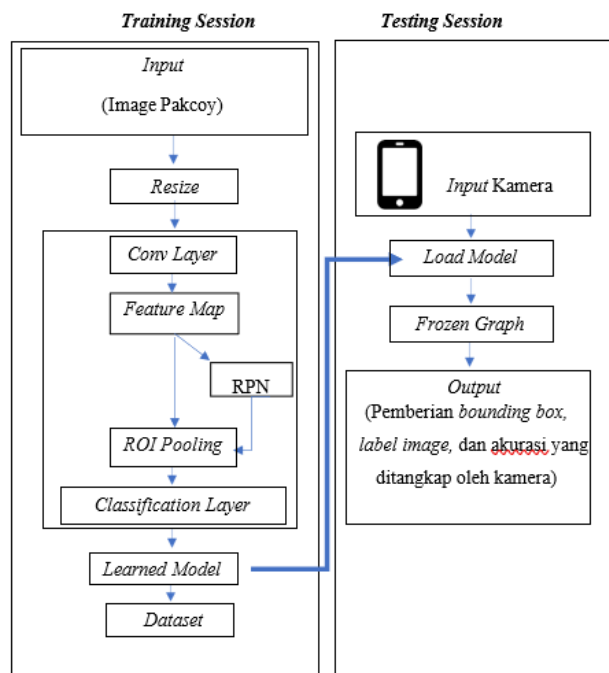 Training Session
Input
(Image Pakcoy)
Resize
Conv Layer
Feature Map
RPN
ROI Pooling
Classification Layer
Learned Model
Dataset
Testing Session
Input Kamera
Load Model
Frozen Graph
Output
(Pemberian bounding box,
label image, dan akurasi yang
ditangkap oleh kamera)